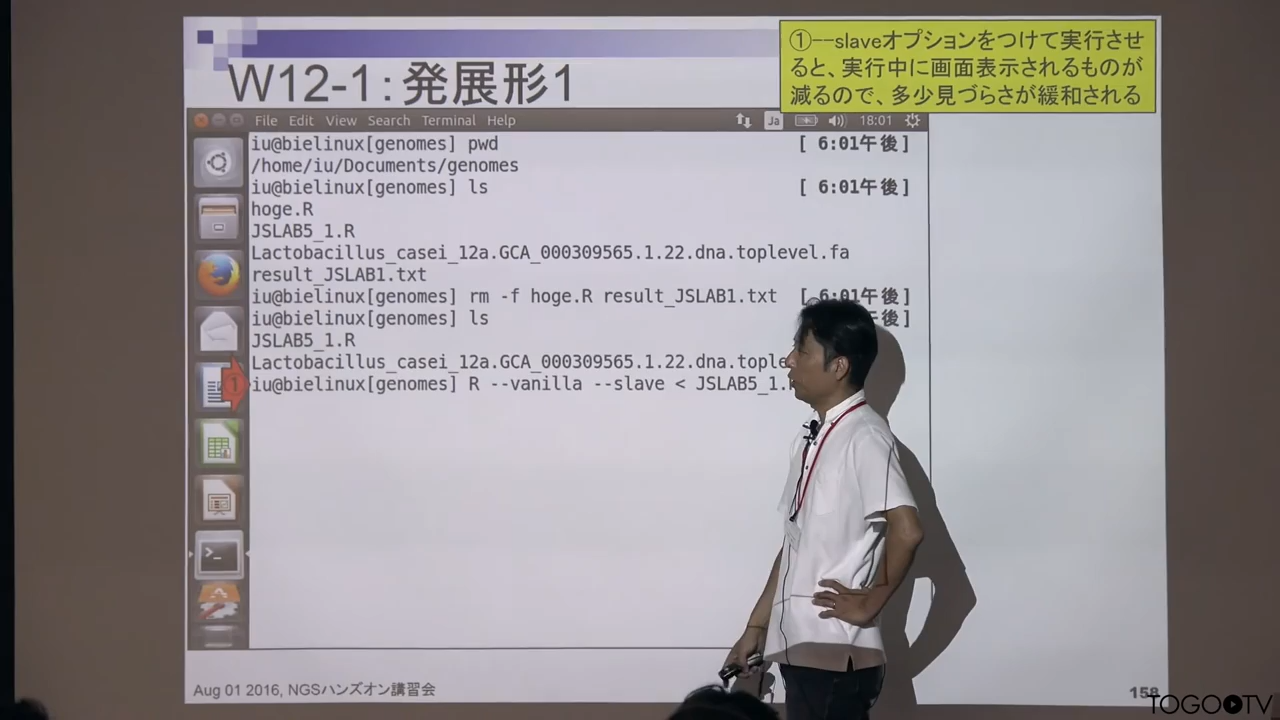 W12-1：発展形1
①--slaveオプションをつけて実行させ
ると、実行中に画面表示されるものが
減るので、多少見づらさが緩和される
File Edit View Search Terminal Help
Ja
18:01
iu@bielinux[genomes] pwd [ 6:01午後]
/home/iu/Documents/genomes
iu@bielinux[genomes] ls [ 6:01午後]
hoge.R
JSLAB5_1.R
Lactobacillus_casei_12a.GCA_000309565.1.22.dna.toplevel.fa
result_JSLAB1.txt
iu@bielinux[genomes] rm -f hoge.R result_JSLAB1.txt [ 6:01午後]
iu@bielinux[genomes] ls 後]
JSLAB5_1.R
Lactobacillus_casei_12a.GCA_000309565.1.22.dna.tople
①
iu@bielinux[genomes] R --vanilla --slave < JSLAB5_1.
Aug 01 2016, NGSハンズオン講習会
158
TOGOTV